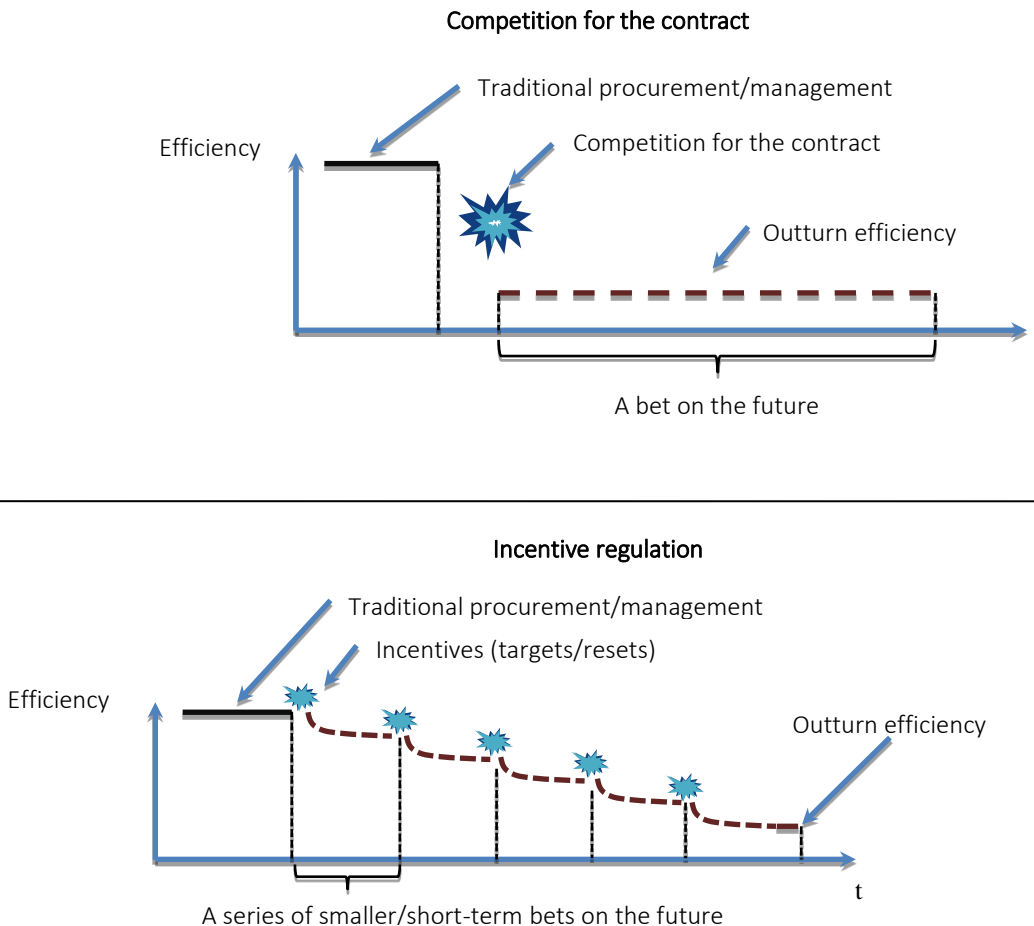 Competition for the contract
Traditional procurement/management
Competition for the contract
Efficiency
Outturn efficiency
A bet on the future
Incentive regulation
Traditional procurement/management
Incentives (targets/resets)
Efficiency
Outturn efficiency
t
A series of smaller/short-term bets on the future